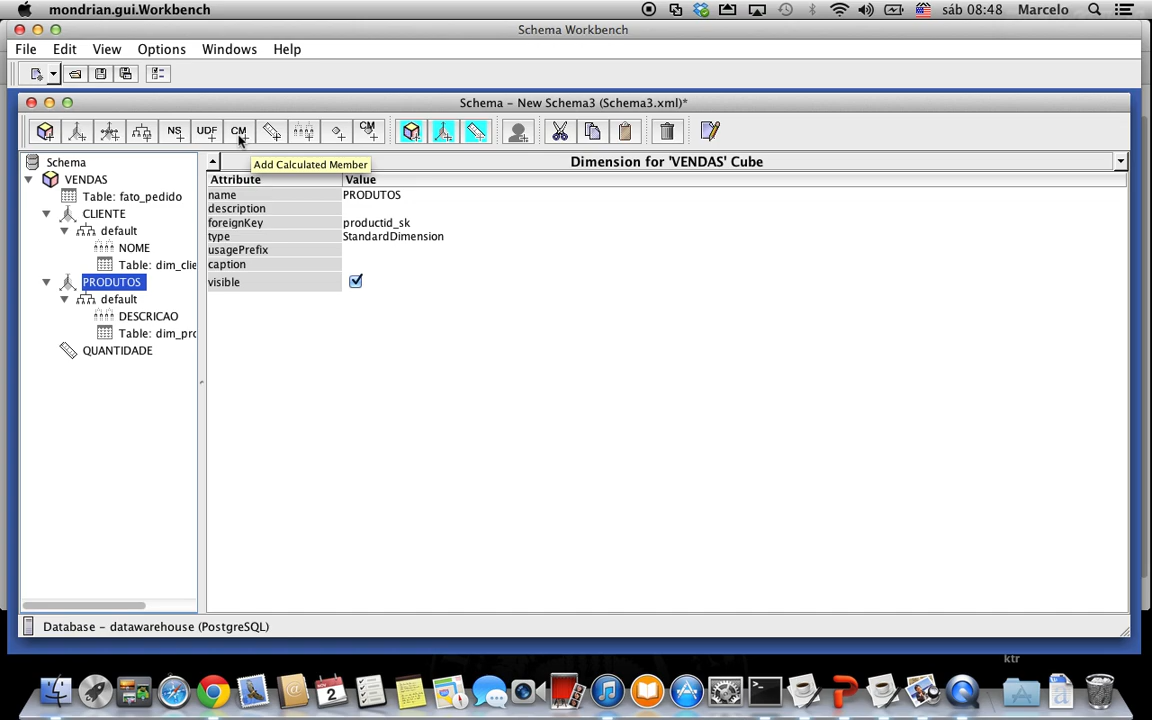 mondrian.gui.Workbench sáb 08:48 Marcelo
Schema Workbench
File Edit View Options Windows Help
Schema - New Schema3 (Schema3.xml)*
NS UDF CM CM
Add Calculated Member
Schema
VENDAS
Table: fato_pedido
CLIENTE
default
NOME
Table: dim_clie
PRODUTOS
default
DESCRICAO
Table: dim_pro
QUANTIDADE
Dimension for 'VENDAS' Cube
Attribute Value
name PRODUTOS
description
foreignKey productid_sk
type StandardDimension
usagePrefix
caption
visible
Database - datawarehouse (PostgreSQL)
ktr
2